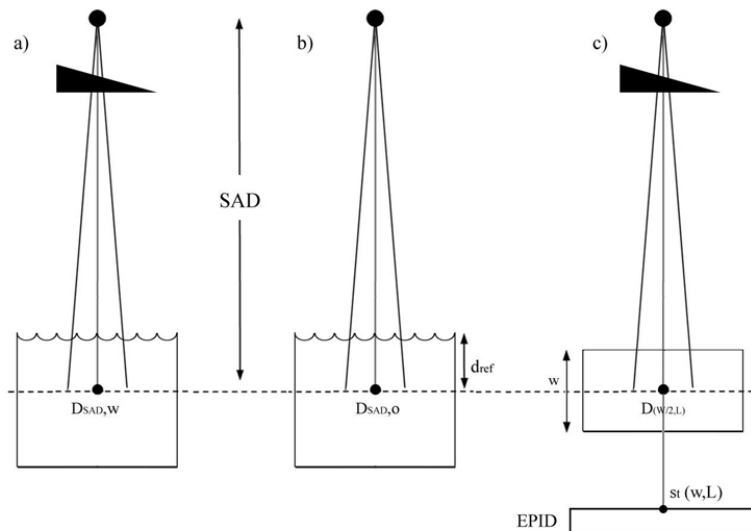 a)
b)
c)
SAD
dref
w
DSAD,w
DSAD,o
D(W/2,L)
st (w,L)
EPID